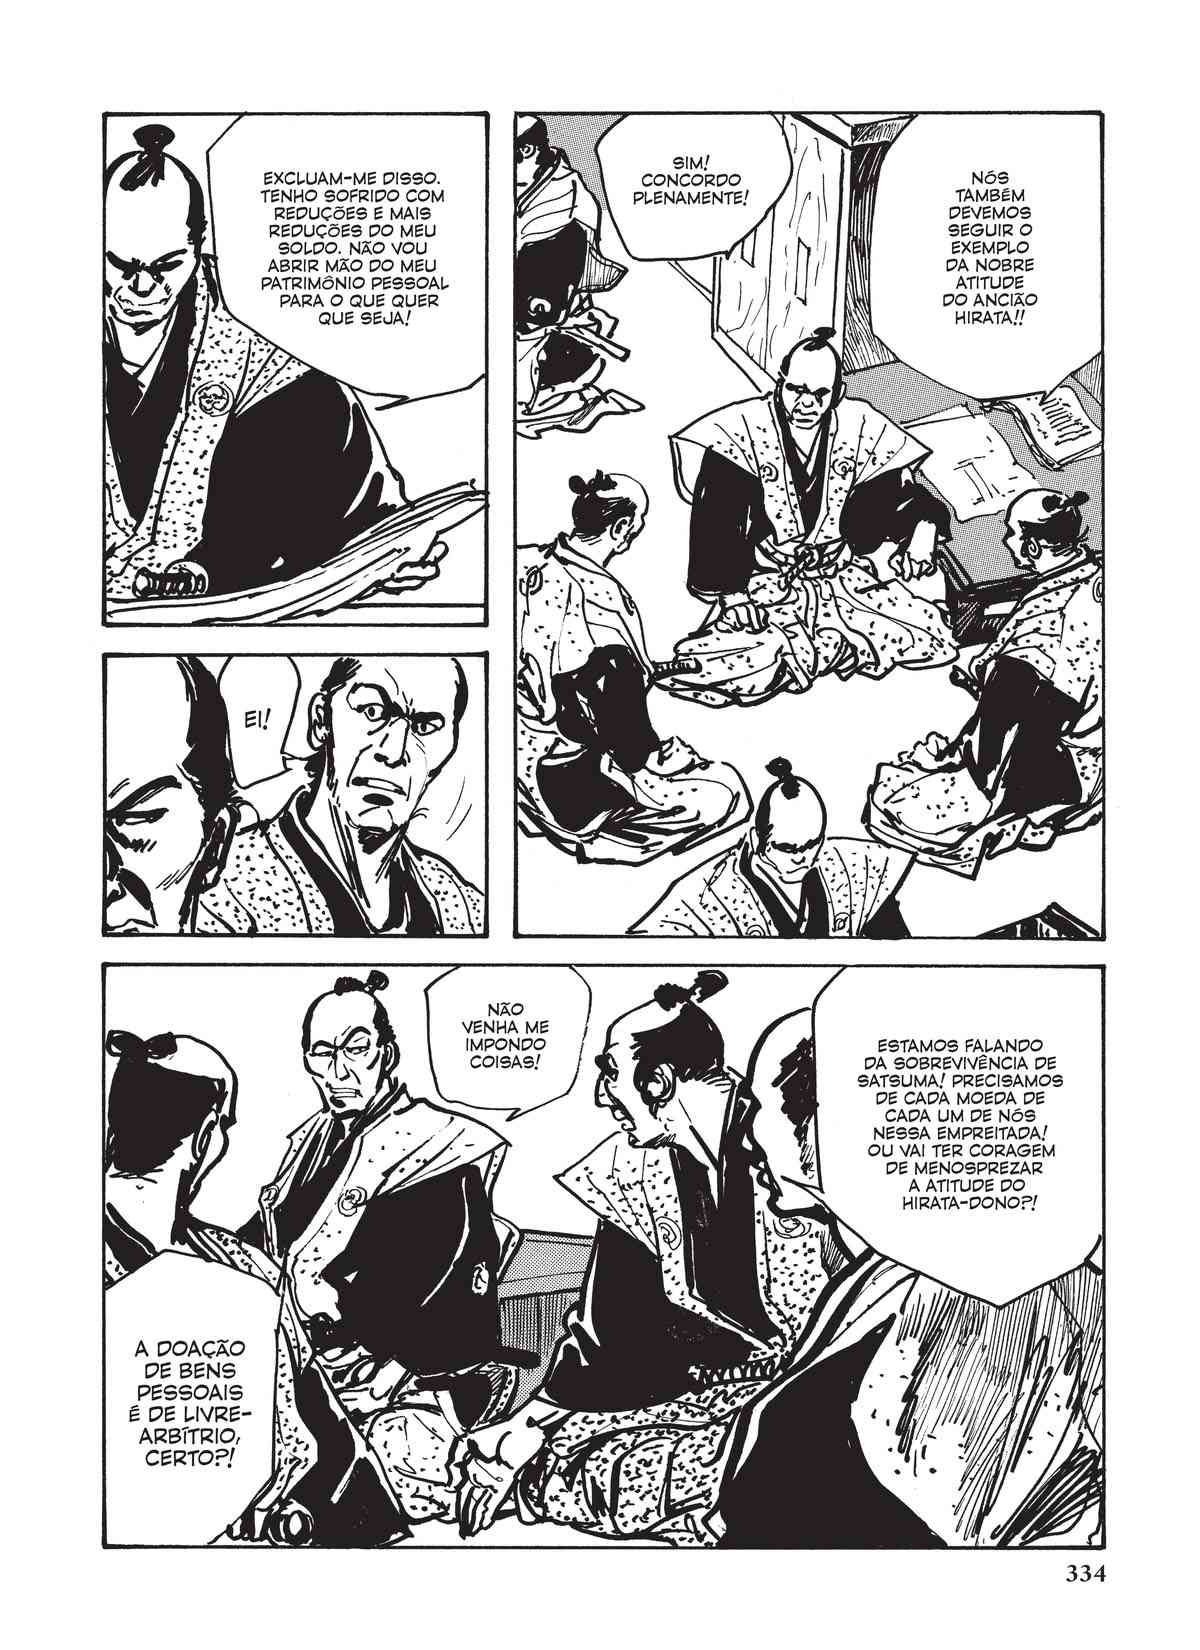 NÓS
TAMBÉM
DEVEMOS
SEGUIR O
EXEMPLO
DA NOBRE
ATITUDE
DO ANCIÃO
HIRATA!!
SIM!
CONCORDO
PLENAMENTE!
EXCLUAM-ME DISSO.
TENHO SOFRIDO COM
REDUÇÕES E MAIS
REDUÇÕES DO MEU
SOLDO. NÃO VOU
ABRIR MÃO DO MEU
PATRIMÔNIO PESSOAL
PARA O QUE QUER
QUE SEJA!
EI!
ESTAMOS FALANDO
DA SOBREVIVÊNCIA DE
SATSUMA! PRECISAMOS
DE CADA MOEDA DE
CADA UM DE NÓS
NESSA EMPREITADA!
OU VAI TER CORAGEM
DE MENOSPREZAR
A ATITUDE DO
HIRATA-DONO?!
NÃO
VENHA ME
IMPONDO
COISAS!
A DOAÇÃO
DE BENS
PESSOAIS
É DE LIVRE-
ARBÍTRIO,
CERTO?!
334